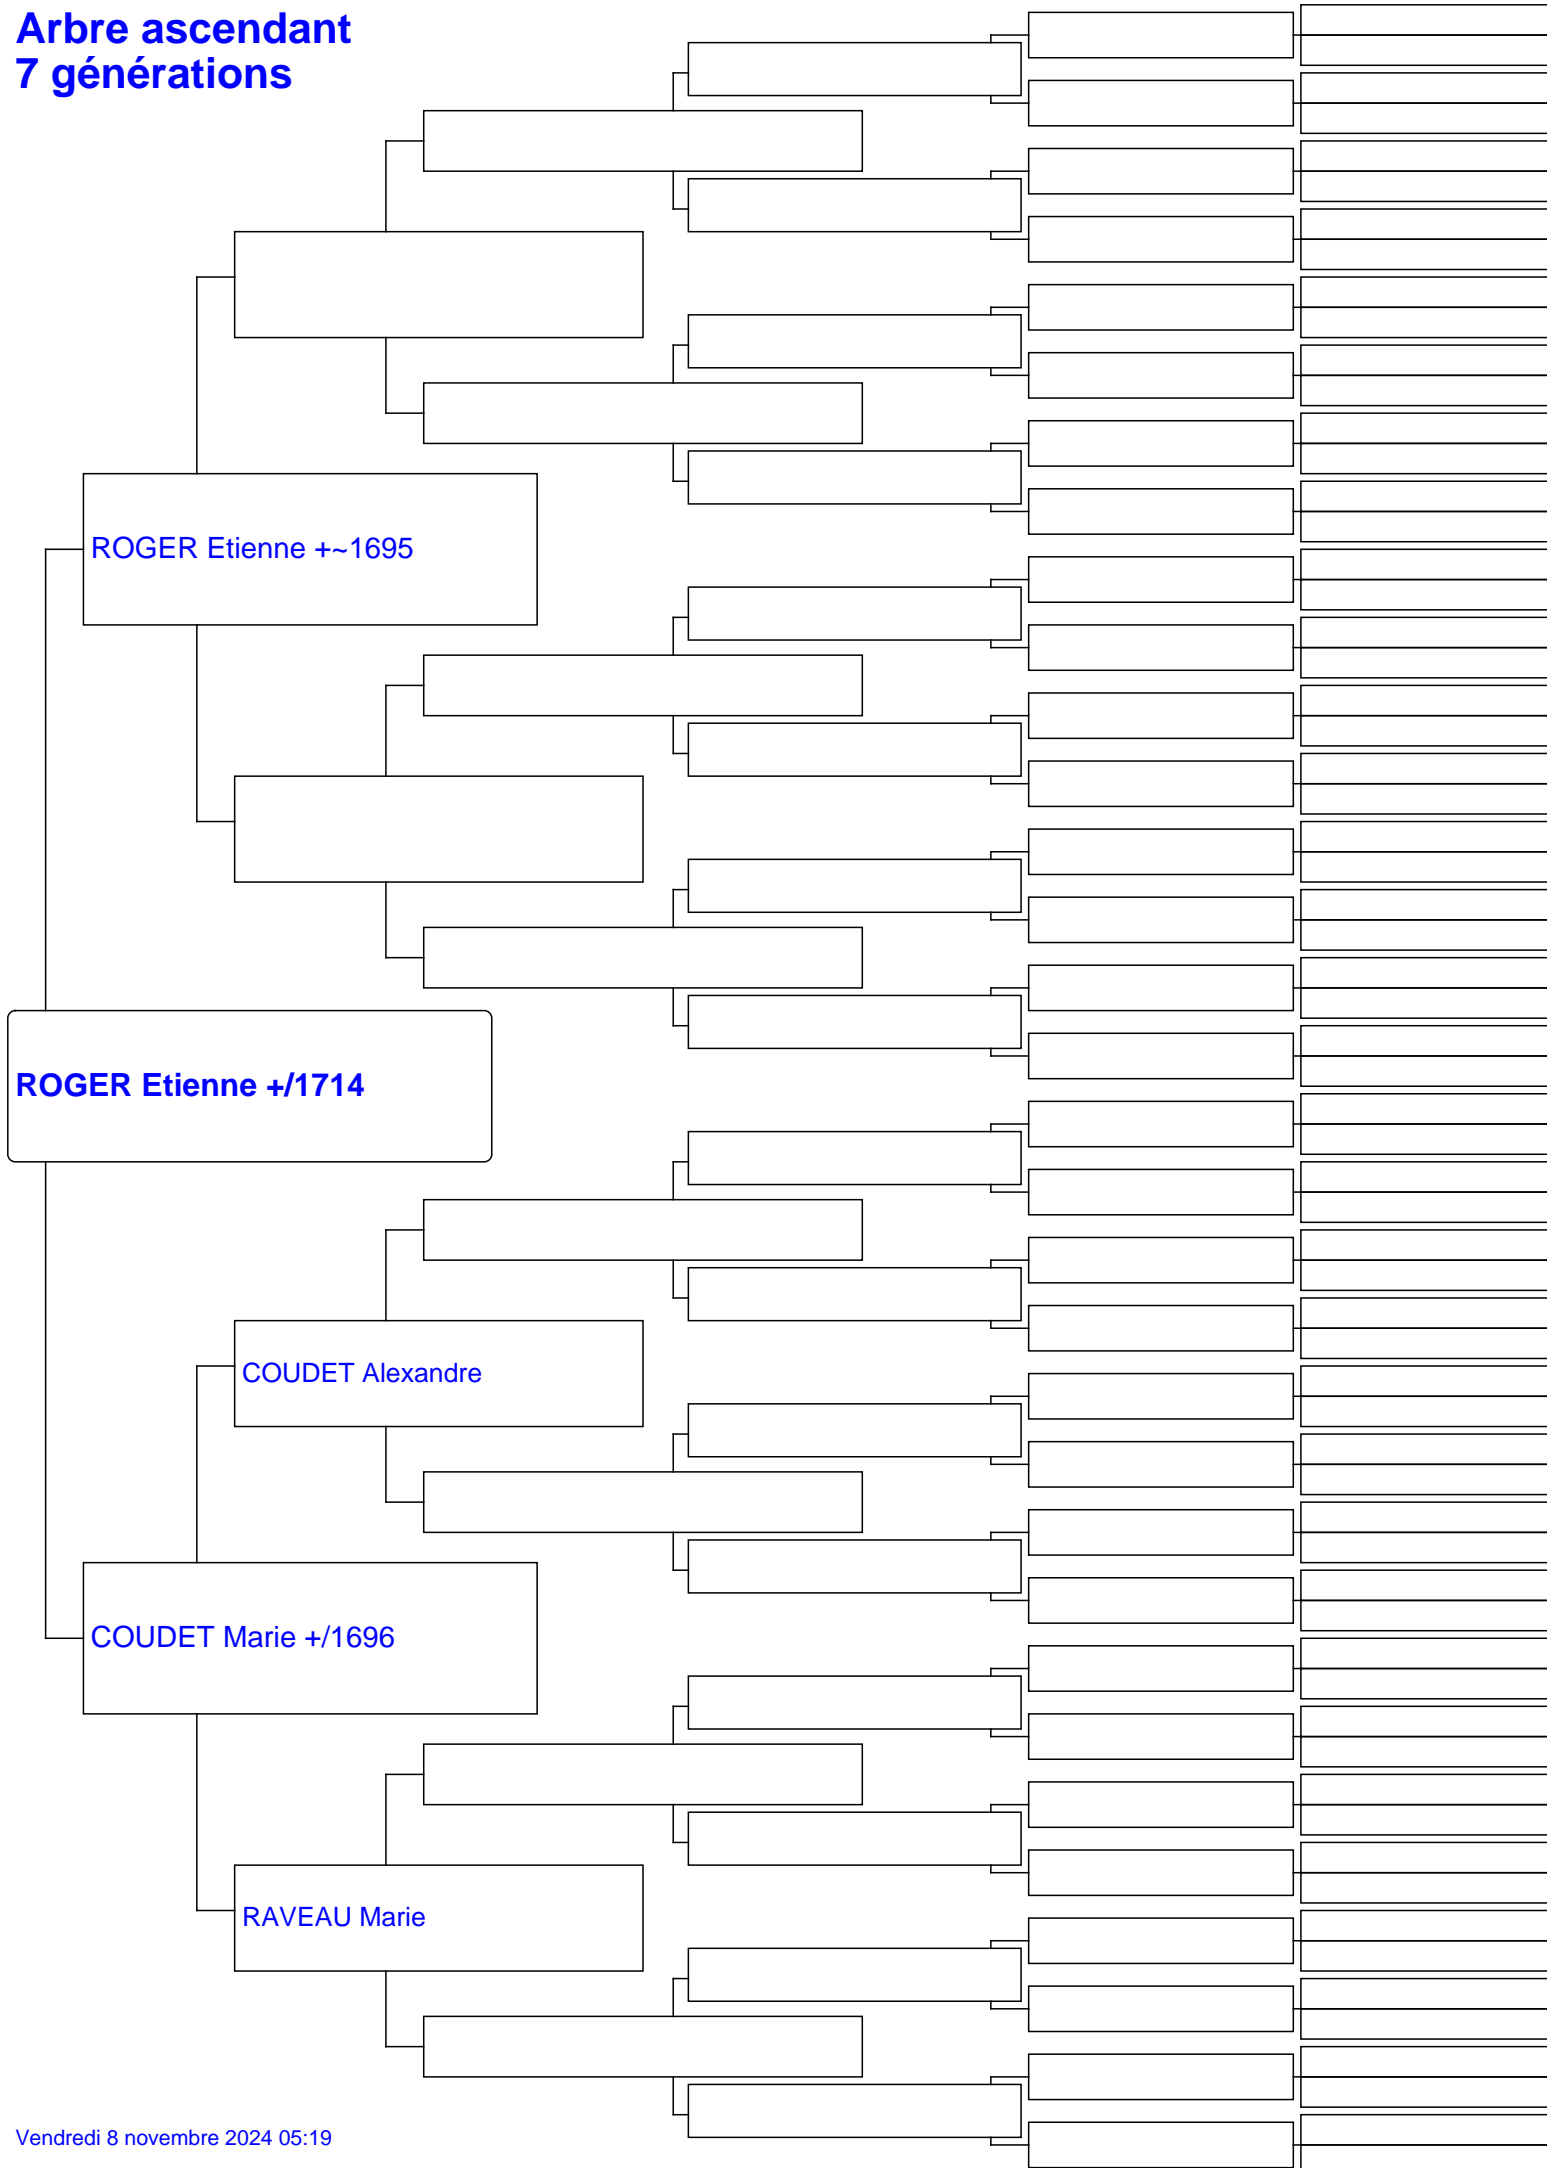 Arbre ascendant
7 générations
ROGER Etienne +~1695
ROGER Etienne +/1714
COUDET Alexandre
COUDET Marie +/1696
RAVEAU Marie
Vendredi 8 novembre 2024 05:19